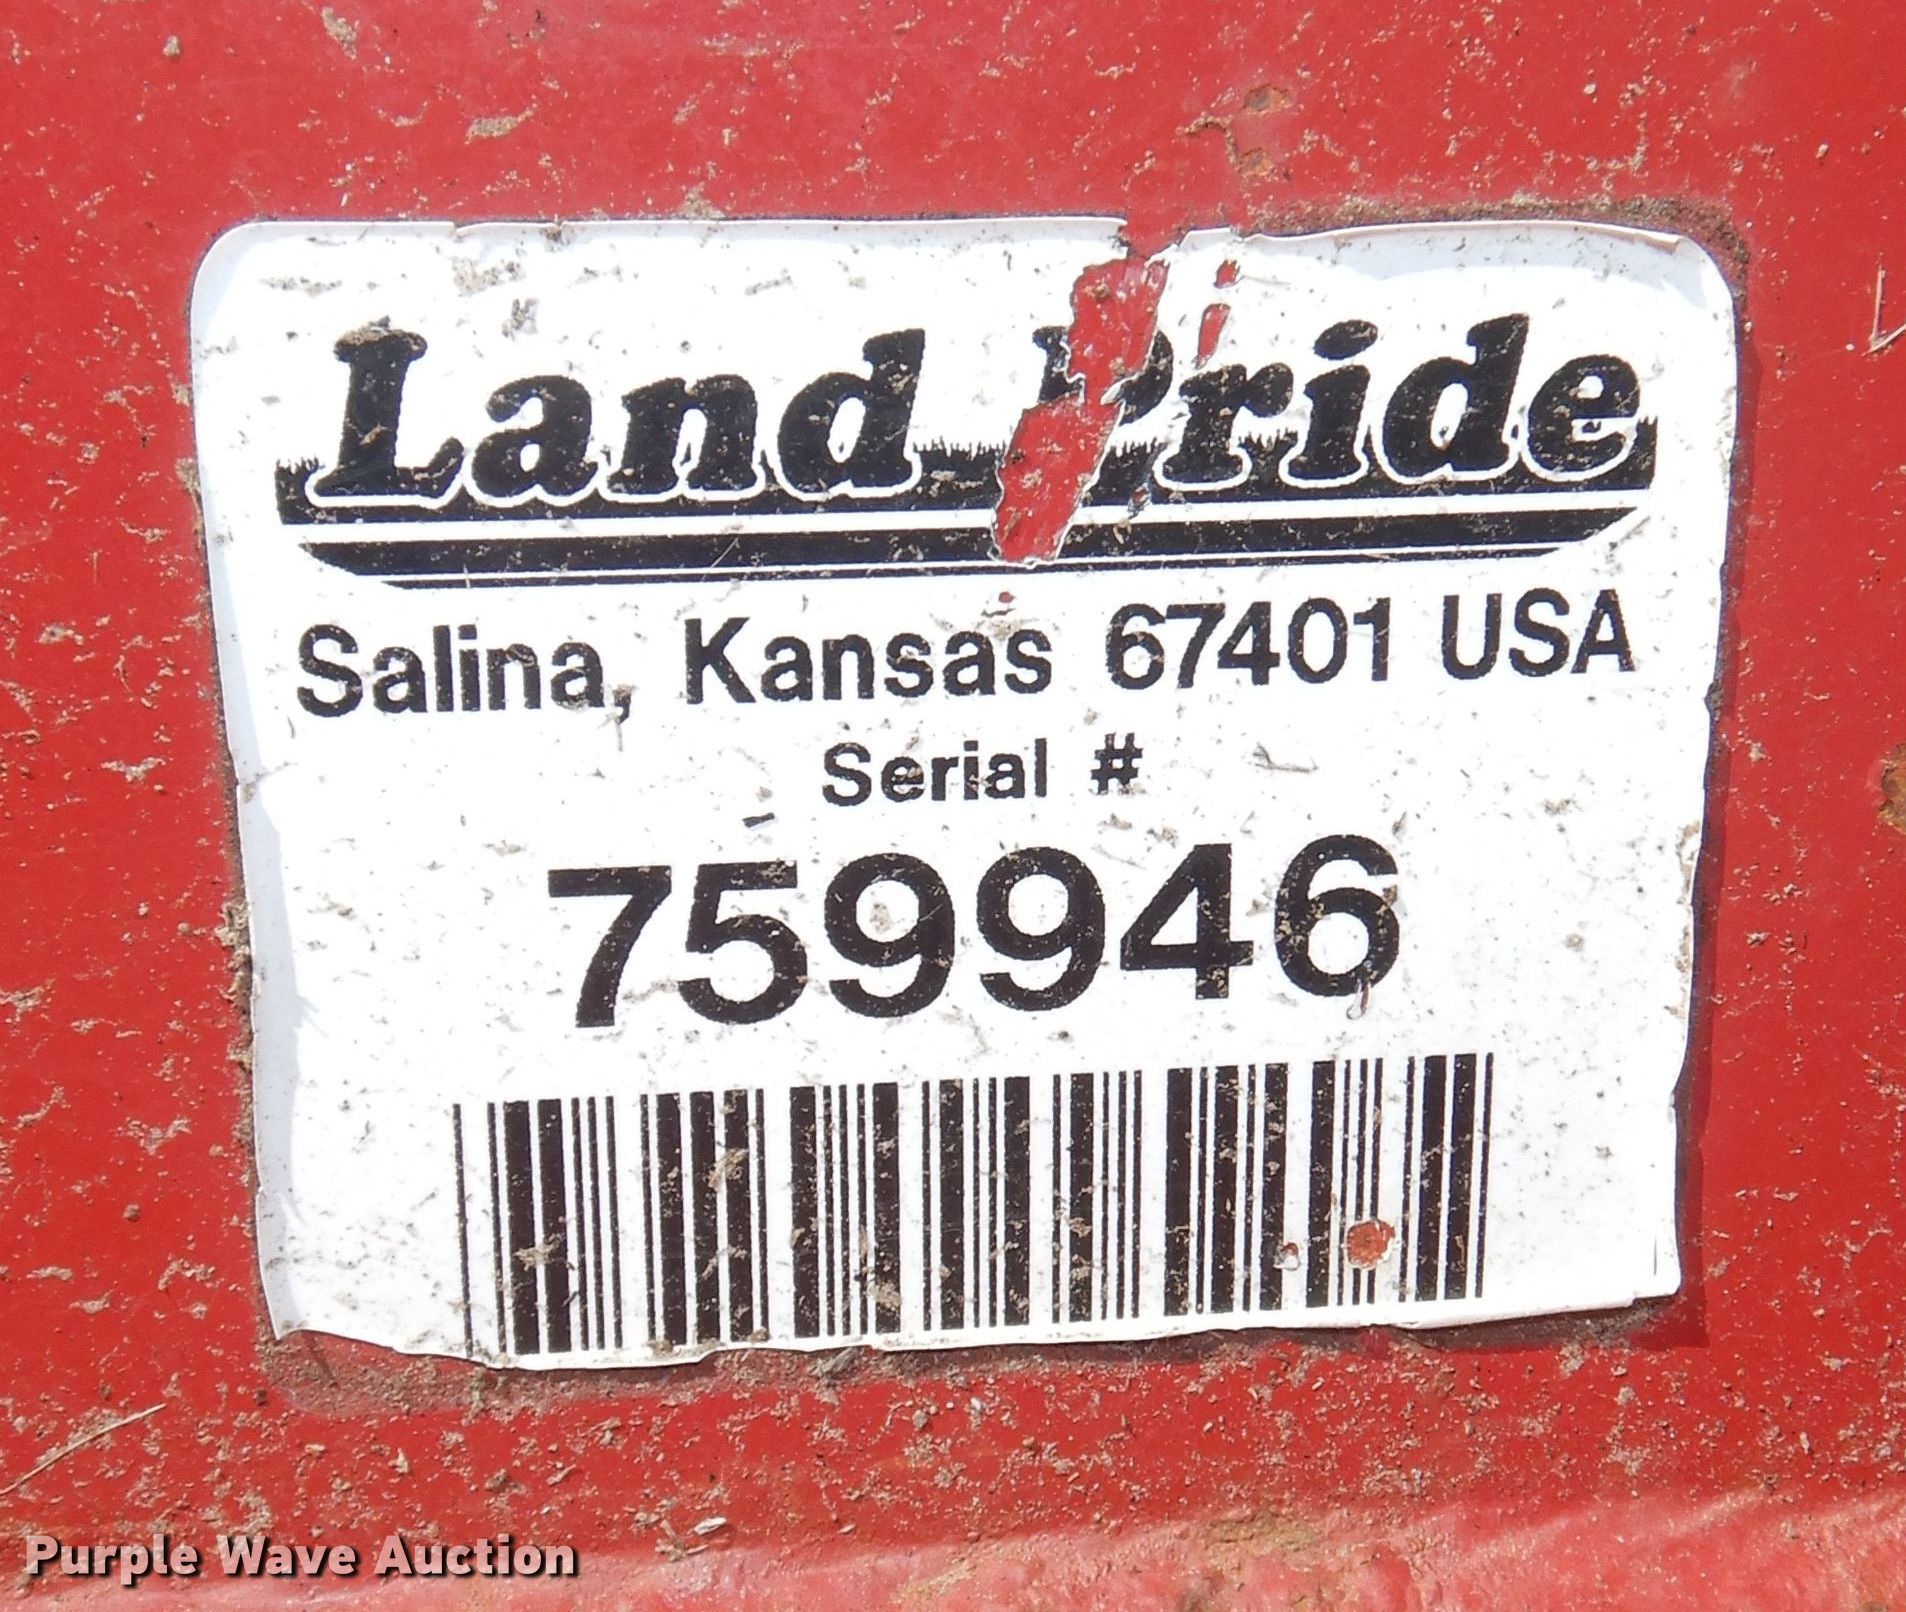 Land Pride
Salina, Kansas 67401 USA
Serial #
759946
Purple Wave Auction